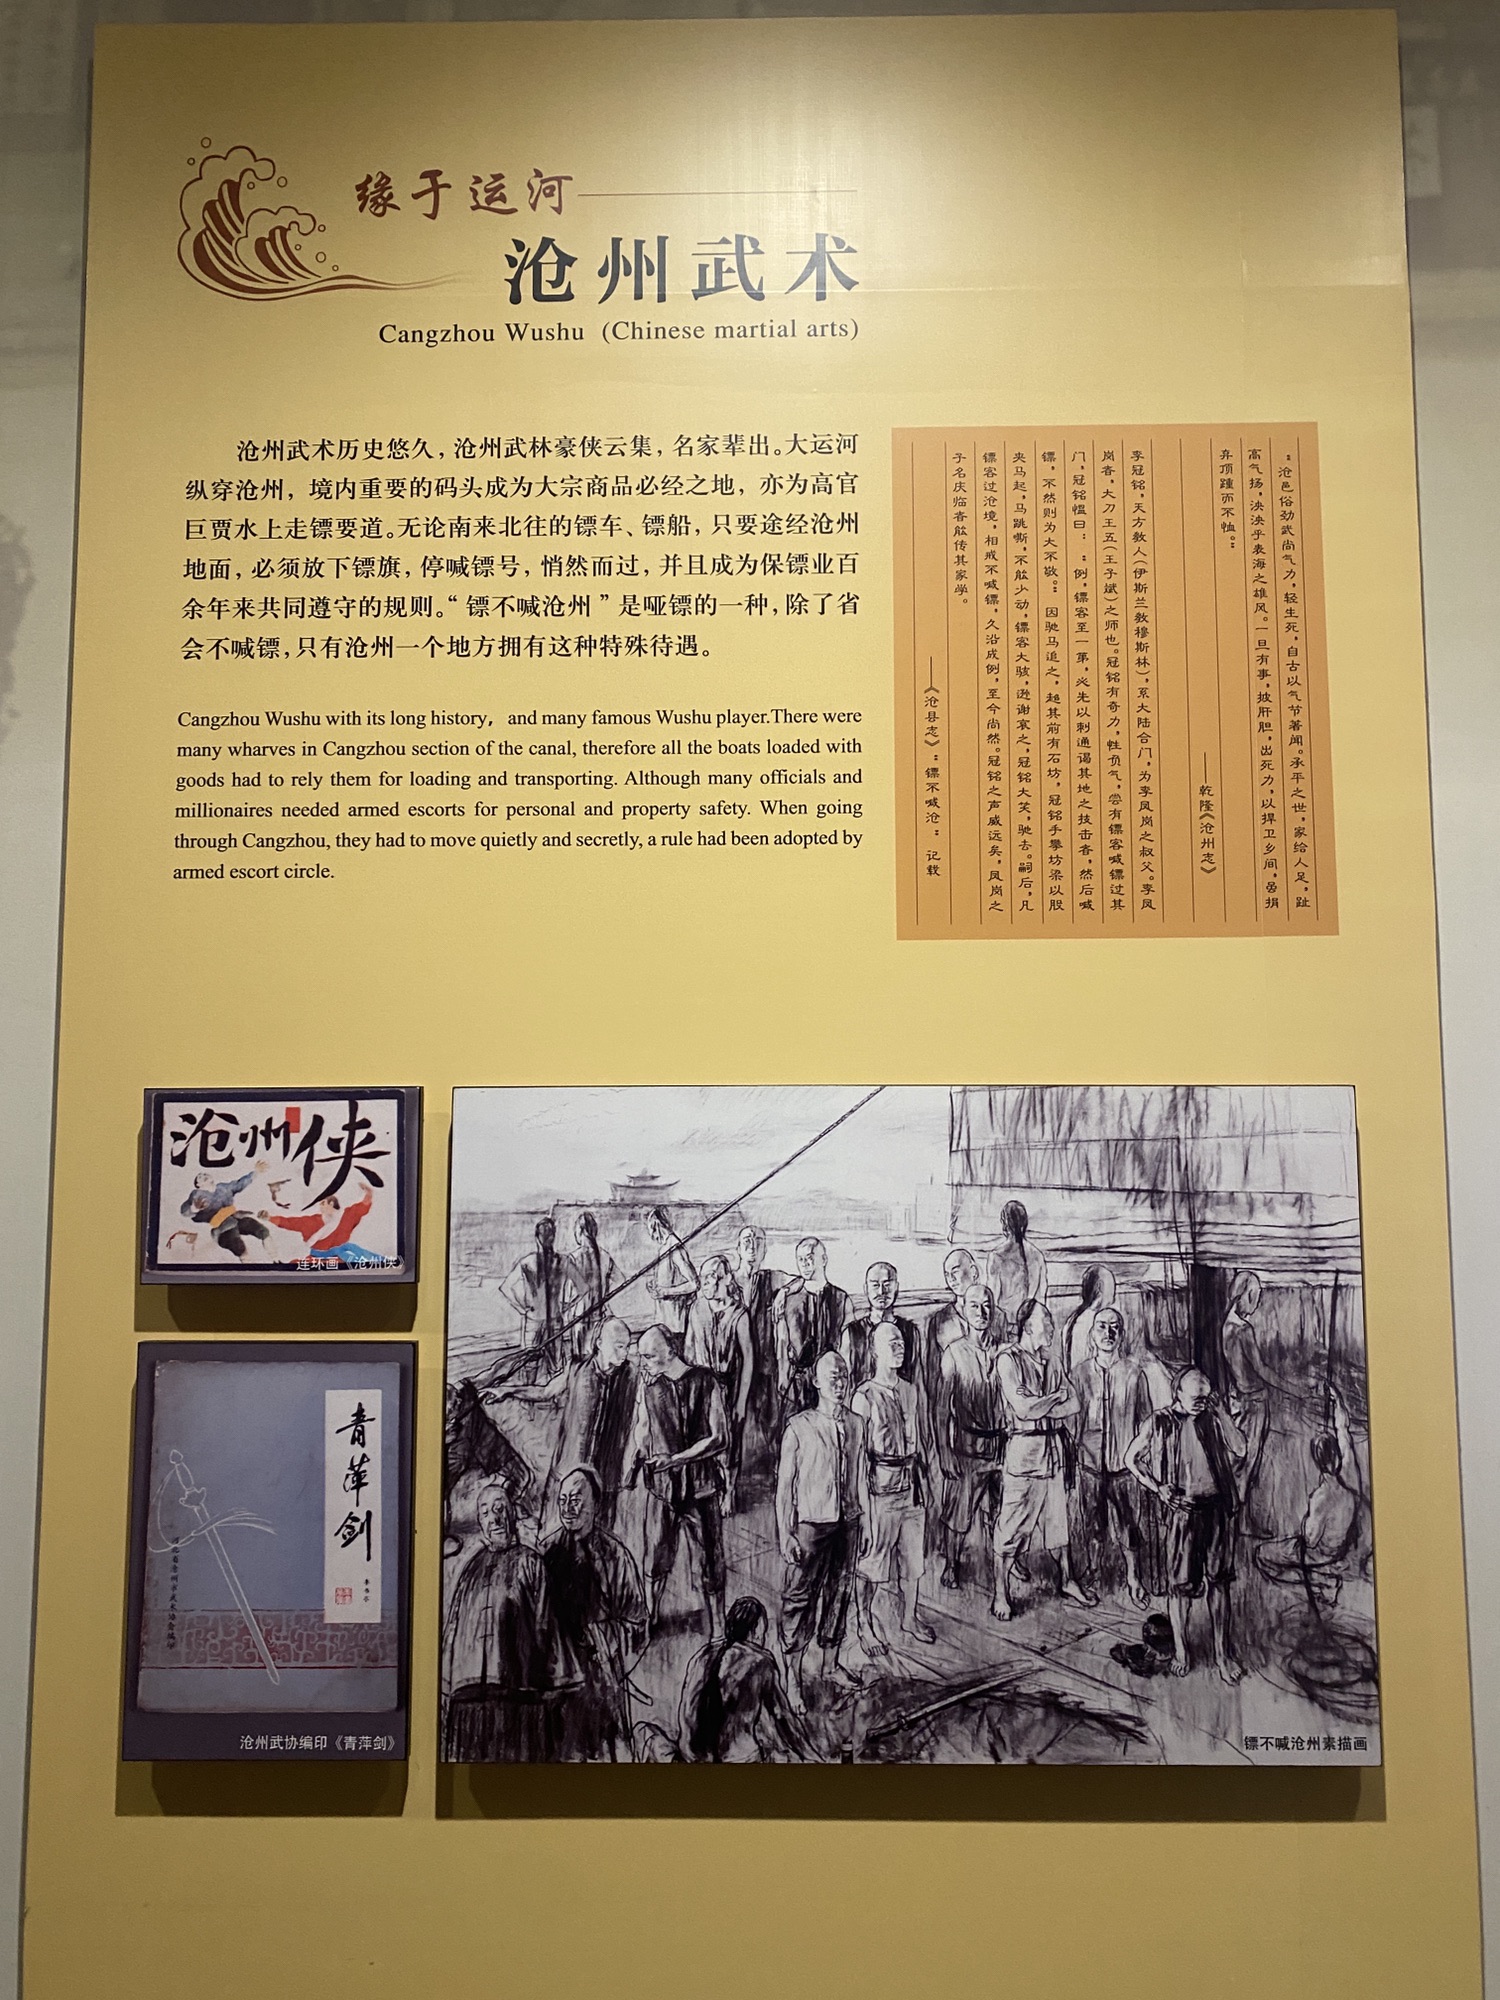 缘于运河
沧州武术
Cangzhou Wushu (Chinese martial arts)
沧州武术历史悠久，沧州武林豪侠云集，名家辈出。大运河
纵穿沧州，境内重要的码头成为大宗商品必经之地，亦为高官
巨贾水上走镖要道。无论南来北往的镖车、镖船，只要途经沧州
地面，必须放下镖旗，停喊镖号，悄然而过，并且成为保镖业百
余年来共同遵守的规则。“镖不喊沧州”是哑镖的一种，除了省
会不喊镖，只有沧州一个地方拥有这种特殊待遇。
Cangzhou Wushu with its long history， and many famous Wushu player.There were
many wharves in Cangzhou section of the canal, therefore all the boats loaded with
goods had to rely them for loading and transporting. Although many officials and
millionaires needed armed escorts for personal and property safety. When going
through Cangzhou, they had to move quietly and secretly, a rule had been adopted by
armed escort circle.
“沧邑俗劲武尚气力，轻生死，自古以气节著闻。承平之世，家给人足，趾
高气扬，泱泱乎表海之雄风。一旦有事，披肝胆，出死力，以捍卫乡间，虽捐
弃顶踵而不恤。”
——乾隆《沧州志》
李冠铭，天方教人（伊斯兰教穆斯林），系大陆合门，为李凤岗之叔父。李凤
岗者，大刀王五（王子斌）之师也。冠铭有奇力，性负气，尝有镖客喊镖过其
门，冠铭愠曰：“例，镖客至一第，必先以刺通谒其地之技击者，然后喊
镖，不然则为大不敬。”因驰马追之，越其前有石坊，冠铭手攀坊梁以股
夹马起，马跳嘶，不能少动，镖客大骇，逊谢哀之，冠铭大笑，驰去。嗣后，凡
镖客过沧境，相戒不喊镖，久沿成例，至今尚然。冠铭之声威远矣，凤岗之
子名庆临者能传其家学。
——《沧县志》“镖不喊沧” 记载
沧州侠
连环画《沧州侠》
青萍剑
沧州武协编印《青萍剑》
镖不喊沧州素描画